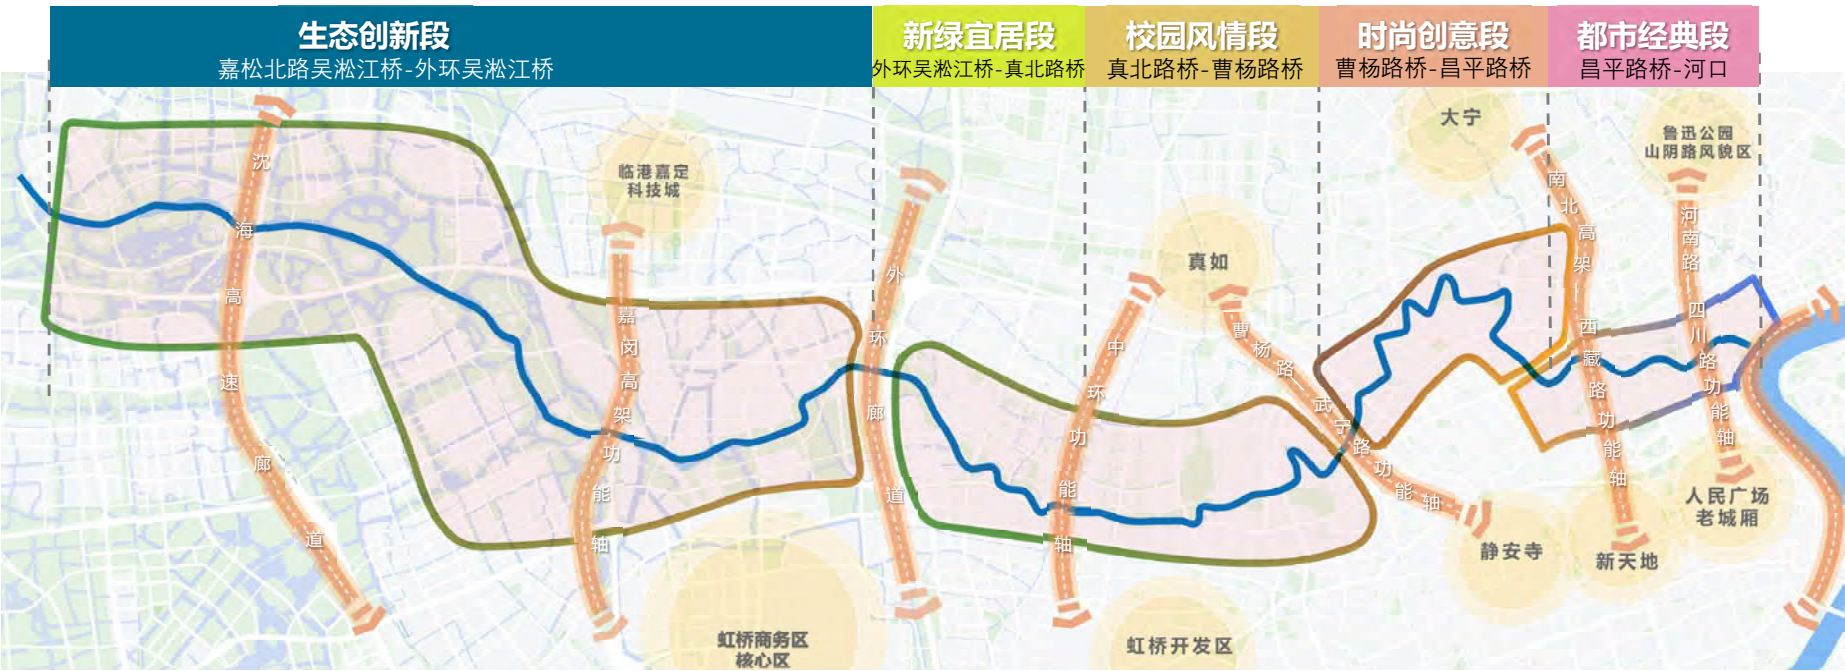 生态创新段
嘉松北路吴淞江桥-外环吴淞江桥
新绿宜居段
外环吴淞江桥-真北路桥
校园风情段
真北路桥-曹杨路桥
时尚创意段
曹杨路桥-昌平路桥
都市经典段
昌平路桥-河口
沈海高速廊道
临港嘉定
科技城
嘉闵高架功能轴
外环廊道
中环功能轴
真如
曹杨路—武宁路功能轴
大宁
南北高架—西藏路功能轴
鲁迅公园
山阴路风貌区
河南路—四川路功能轴
人民广场
老城厢
静安寺
新天地
虹桥商务区
核心区
虹桥开发区